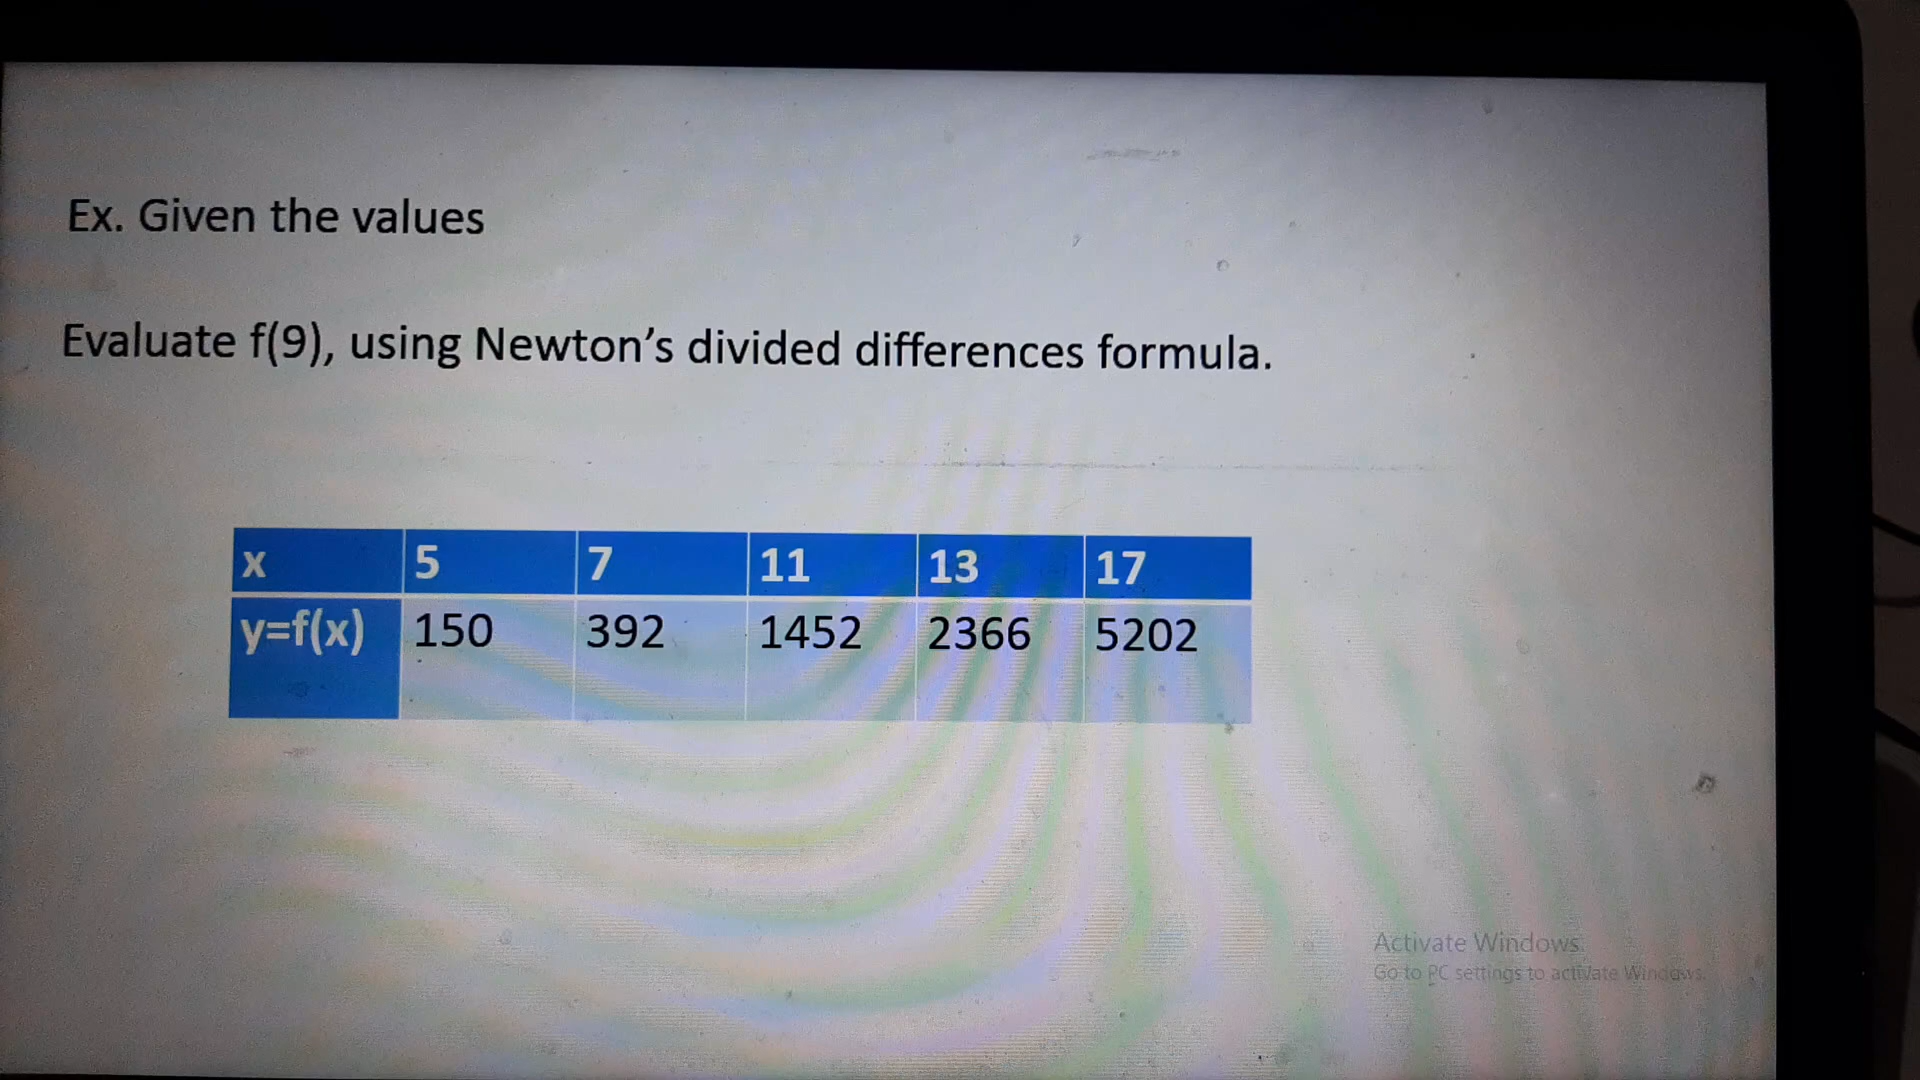 Ex. Given the values
Evaluate f(9), using Newton's divided differences formula.
x 5 7 11 13 17
y=f(x) 150 392 1452 2366 5202
Activate Windows
Go to PC settings to activate Windows.